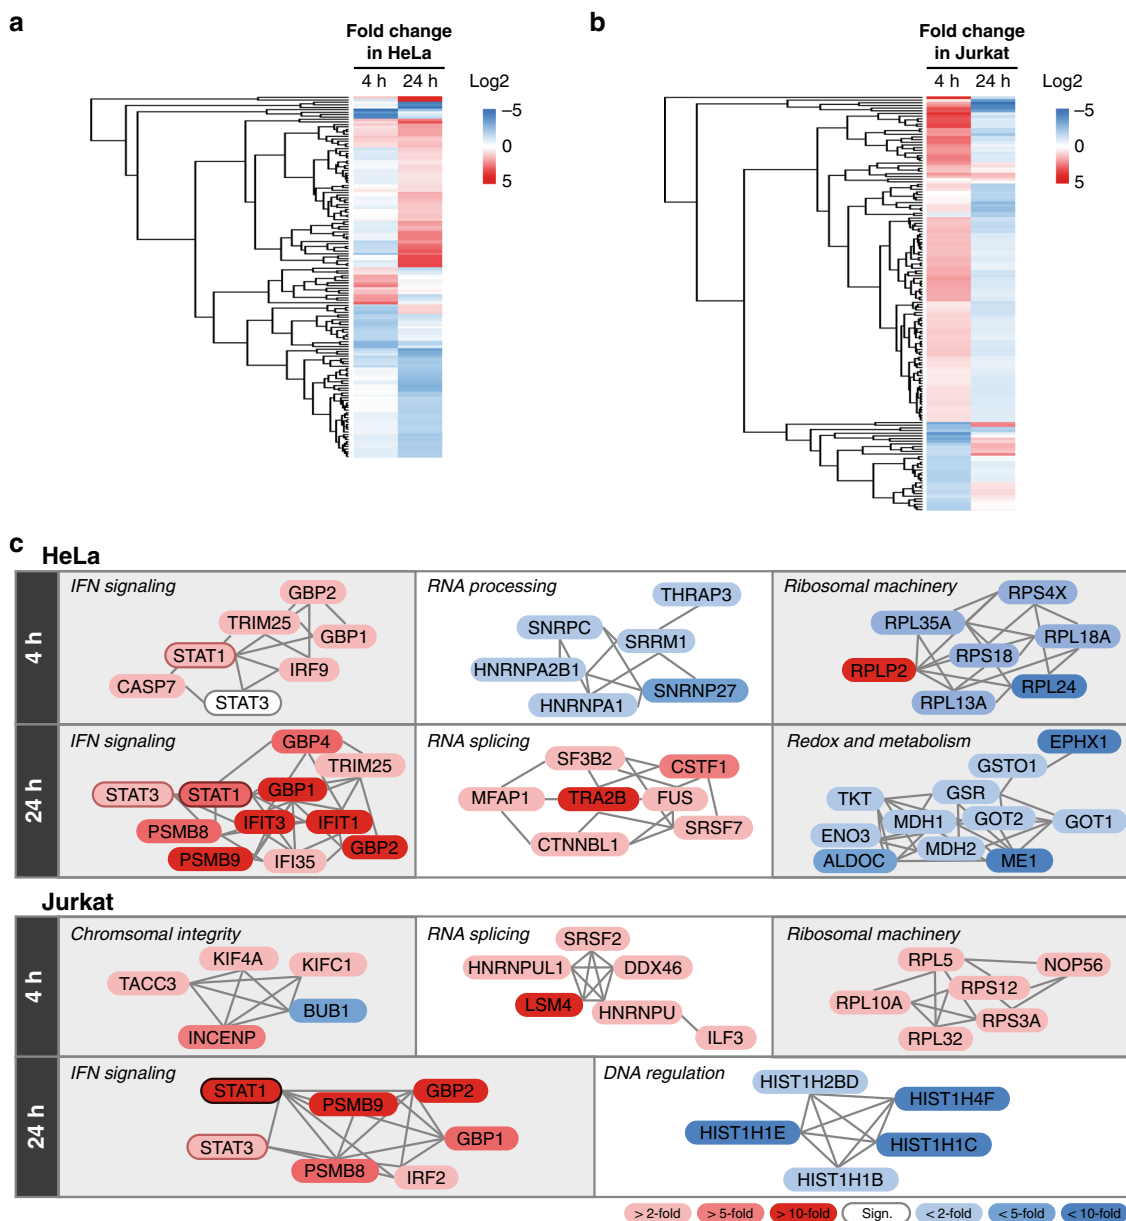 a
Fold change
in HeLa
4 h 24 h
Log2
−5
0
5
b
Fold change
in Jurkat
4 h 24 h
Log2
−5
0
5
c
HeLa
4 h
IFN signaling
GBP2
TRIM25
GBP1
STAT1
IRF9
CASP7
STAT3
RNA processing
THRAP3
SNRPC
SRRM1
HNRNPA2B1
SNRNP27
HNRNPA1
Ribosomal machinery
RPS4X
RPL35A
RPL18A
RPS18
RPLP2
RPL24
RPL13A
24 h
IFN signaling
GBP4
TRIM25
STAT3
STAT1
GBP1
PSMB8
IFIT3
IFIT1
GBP2
PSMB9
IFI35
RNA splicing
SF3B2
CSTF1
MFAP1
TRA2B
FUS
SRSF7
CTNNBL1
Redox and metabolism
EPHX1
GSTO1
TKT
GSR
MDH1
GOT2
GOT1
ENO3
MDH2
ALDOC
ME1
Jurkat
4 h
Chromsomal integrity
KIF4A
KIFC1
TACC3
BUB1
INCENP
RNA splicing
SRSF2
HNRNPUL1
DDX46
LSM4
HNRNPU
ILF3
Ribosomal machinery
RPL5
NOP56
RPS12
RPL10A
RPS3A
RPL32
24 h
IFN signaling
STAT1
GBP2
PSMB9
GBP1
STAT3
PSMB8
IRF2
DNA regulation
HIST1H2BD
HIST1H4F
HIST1H1E
HIST1H1C
HIST1H1B
> 2-fold > 5-fold > 10-fold Sign. < 2-fold < 5-fold < 10-fold